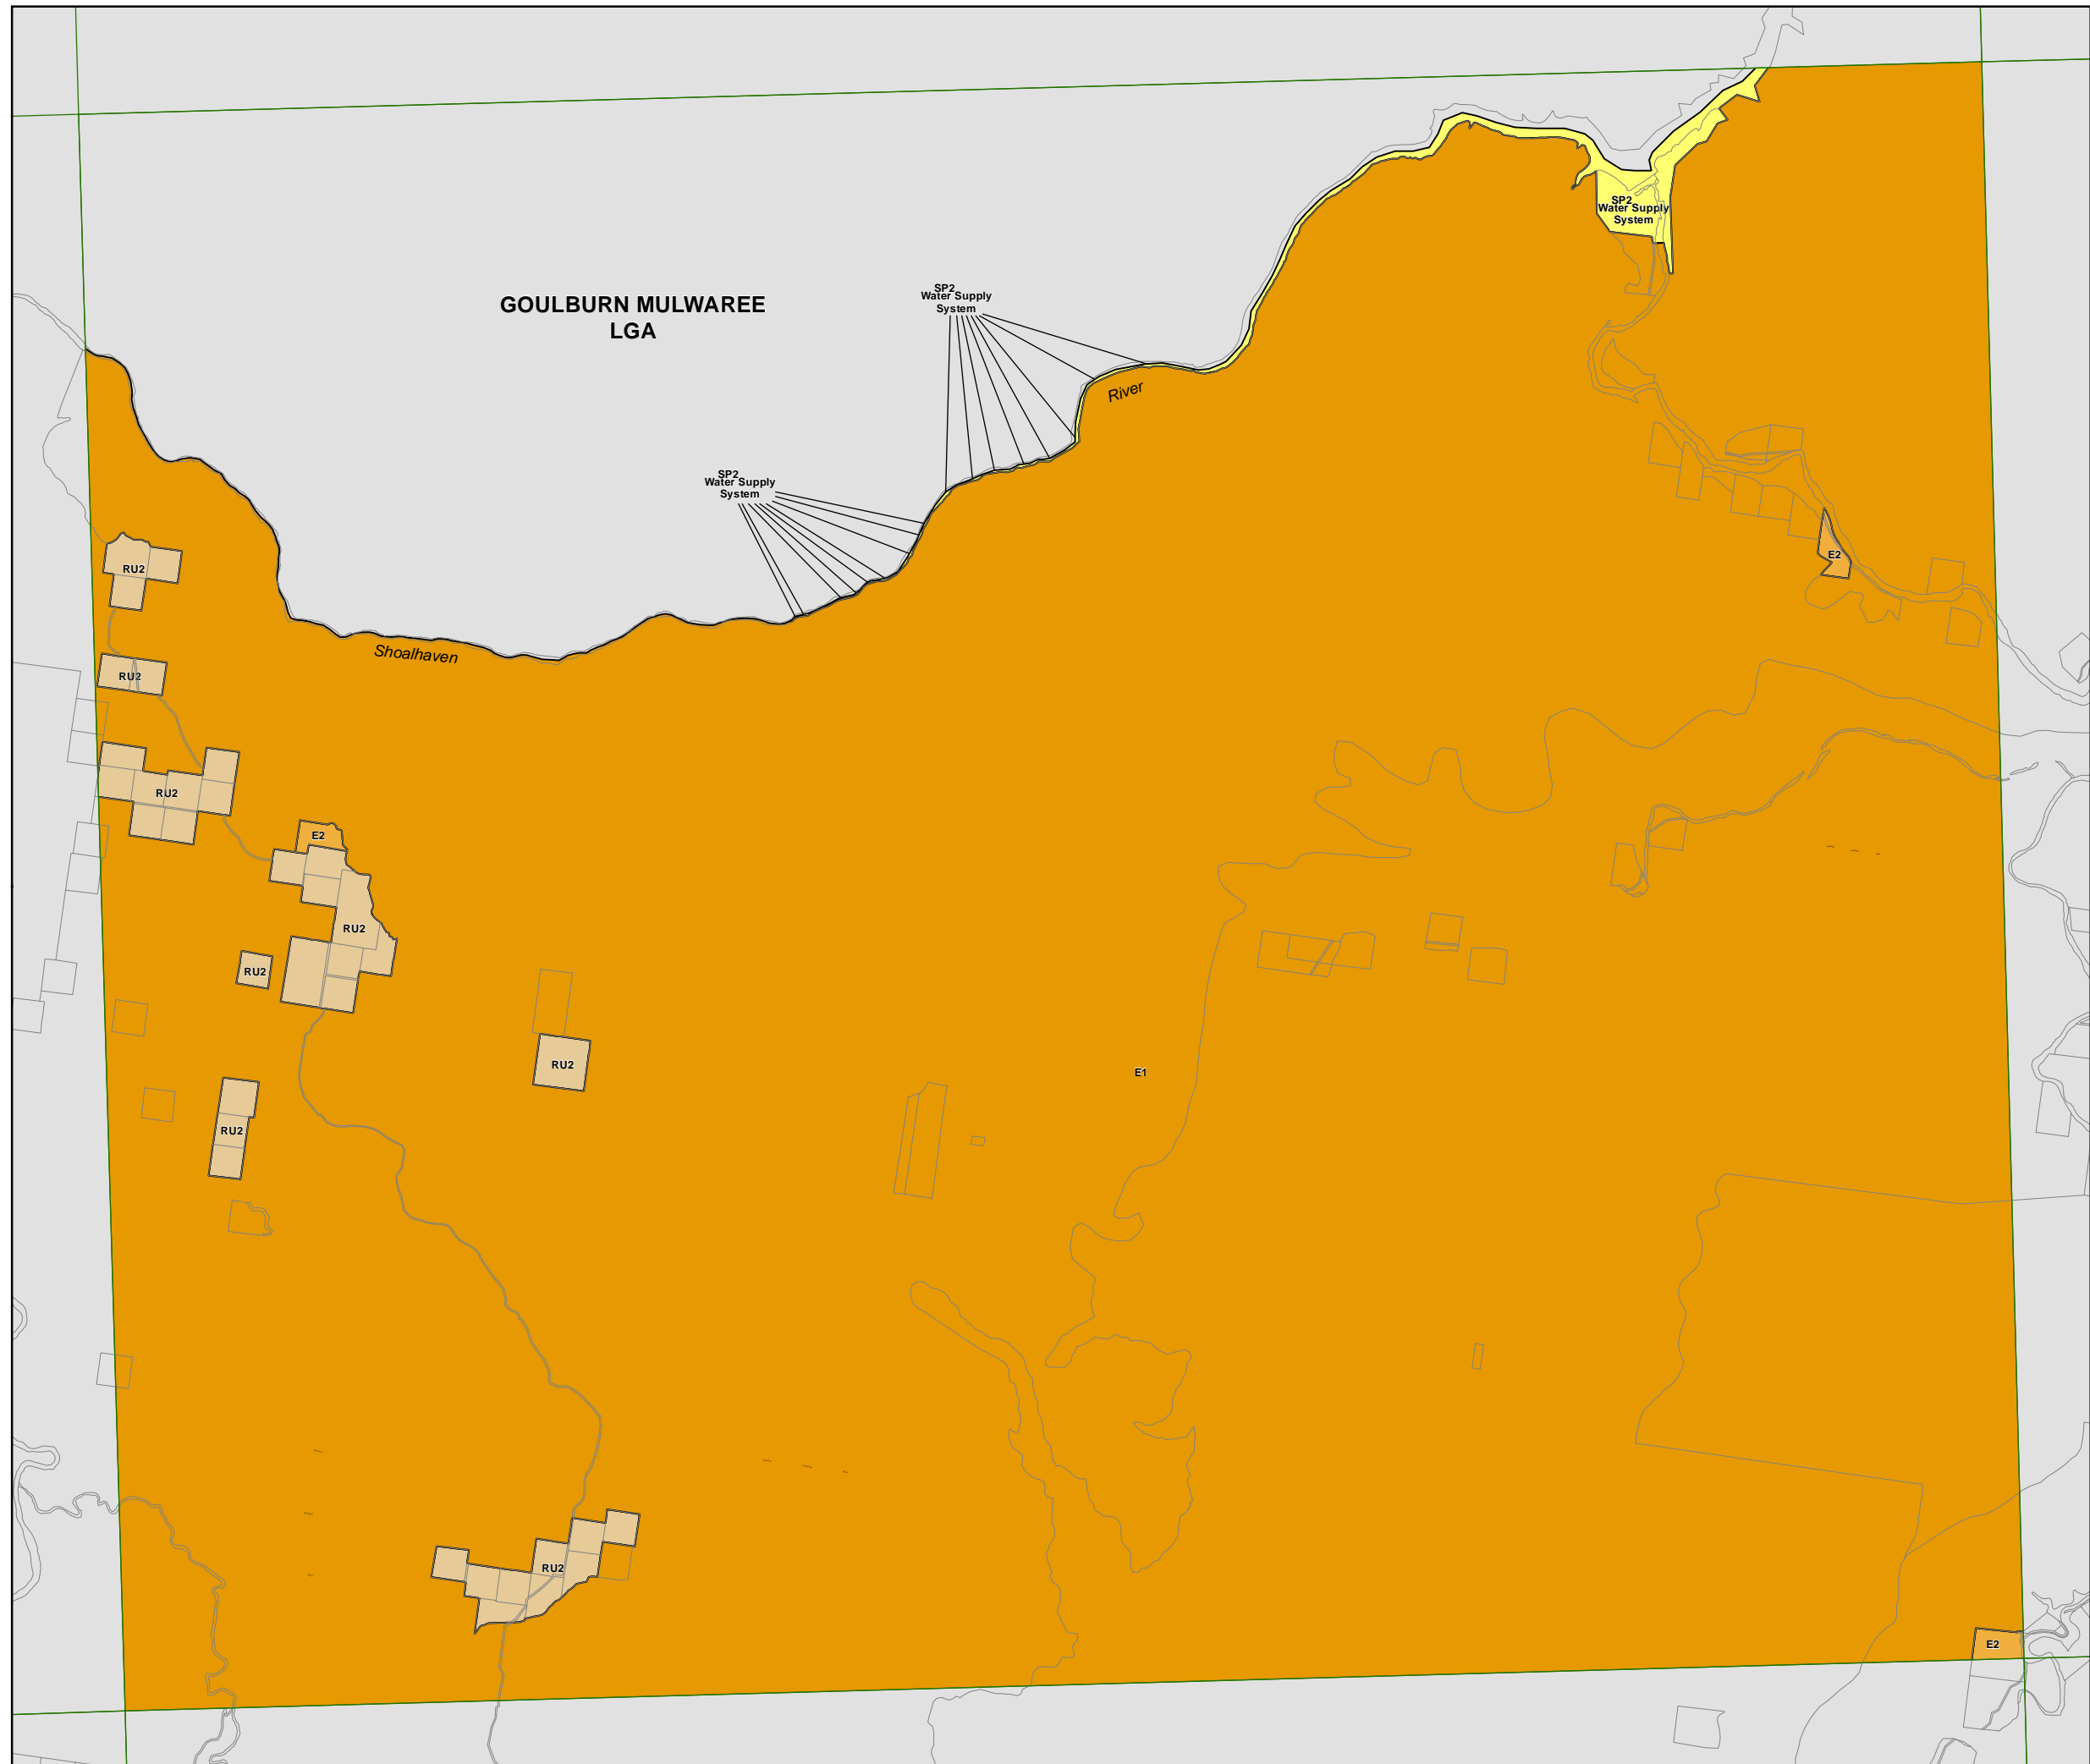 SP2
Water Supply
System
SP2
Water Supply
System
GOULBURN MULWAREE
LGA
River
SP2
Water Supply
System
E2
RU2
Shoalhaven
RU2
RU2
E2
RU2
RU2
RU2
E1
RU2
RU2
E2